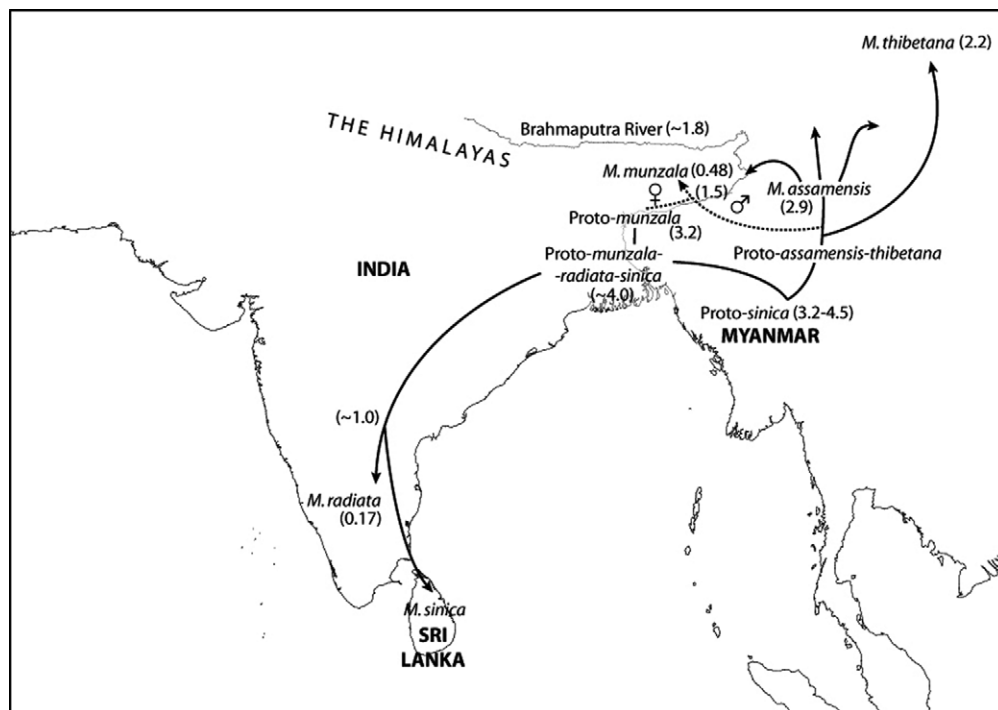 M. thibetana (2.2)
THE HIMALAYAS
Brahmaputra River (~1.8)
M. munzala (0.48)
(1.5)
♀
♂
M. assamensis
(2.9)
Proto-munzala
(3.2)
Proto-assamensis-thibetana
INDIA
Proto-munzala-
-radiata-sinica
(~4.0)
Proto-sinica (3.2-4.5)
MYANMAR
(~1.0)
M. radiata
(0.17)
M. sinica
SRI
LANKA